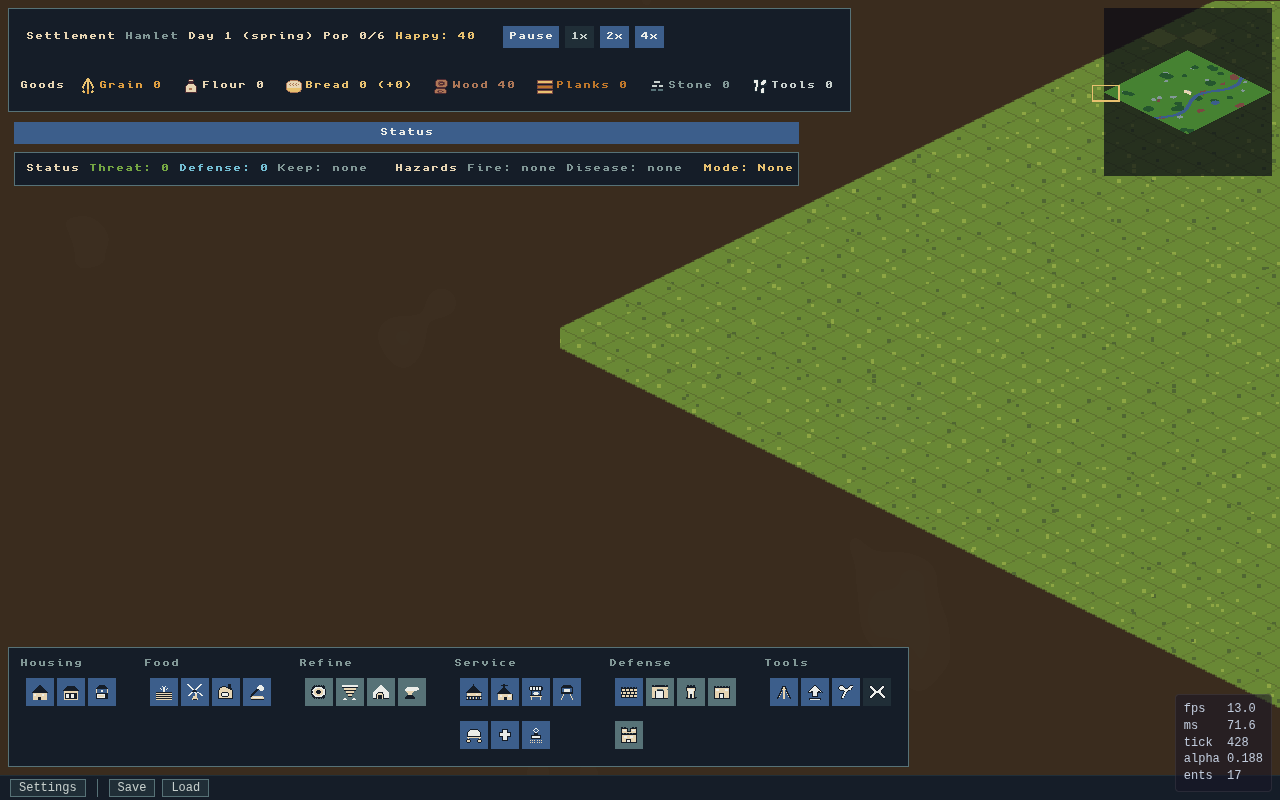 Settlement Hamlet Day 1 (spring) Pop 0/6 Happy: 40 Pause 1x 2x 4x
Goods Grain 0 Flour 0 Bread 0 (+0) Wood 40 Planks 0 Stone 0 Tools 0
Status
Status Threat: 0 Defense: 0 Keep: none Hazards Fire: none Disease: none Mode: None
Housing Food Refine Service Defense Tools
fps 13.0
ms 71.6
tick 428
alpha 0.188
ents 17
Settings Save Load